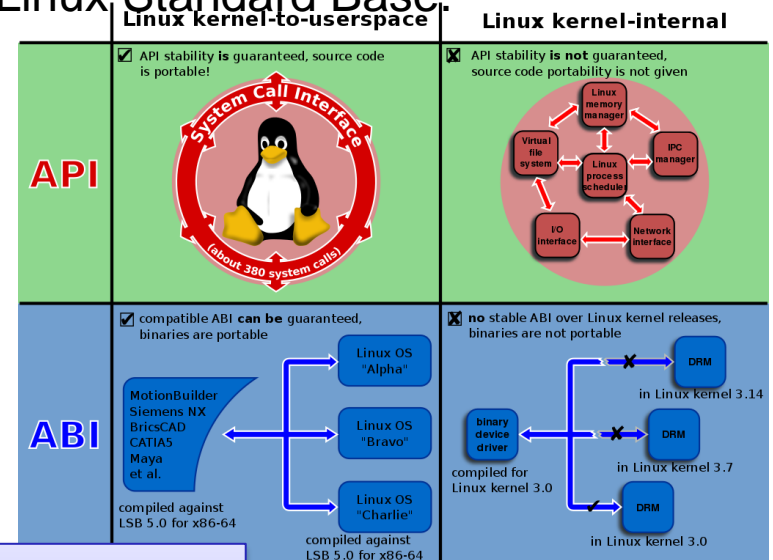 Linux Standard Base.
Linux kernel-to-userspace
Linux kernel-internal
API
API stability is guaranteed, source code
is portable!
System Call Interface
(about 380 system calls)
API stability is not guaranteed,
source code portability is not given
Linux
memory
manager
Virtual
file
system
IPC
manager
Linux
process
scheduler
I/O
interface
Network
interface
ABI
compatible ABI can be guaranteed,
binaries are portable
MotionBuilder
Siemens NX
BricsCAD
CATIA5
Maya
et al.
compiled against
LSB 5.0 for x86-64
Linux OS
"Alpha"
Linux OS
"Bravo"
Linux OS
"Charlie"
compiled against
LSB 5.0 for x86-64
no stable ABI over Linux kernel releases,
binaries are not portable
binary
device
driver
compiled for
Linux kernel 3.0
DRM
in Linux kernel 3.14
DRM
in Linux kernel 3.7
DRM
in Linux kernel 3.0